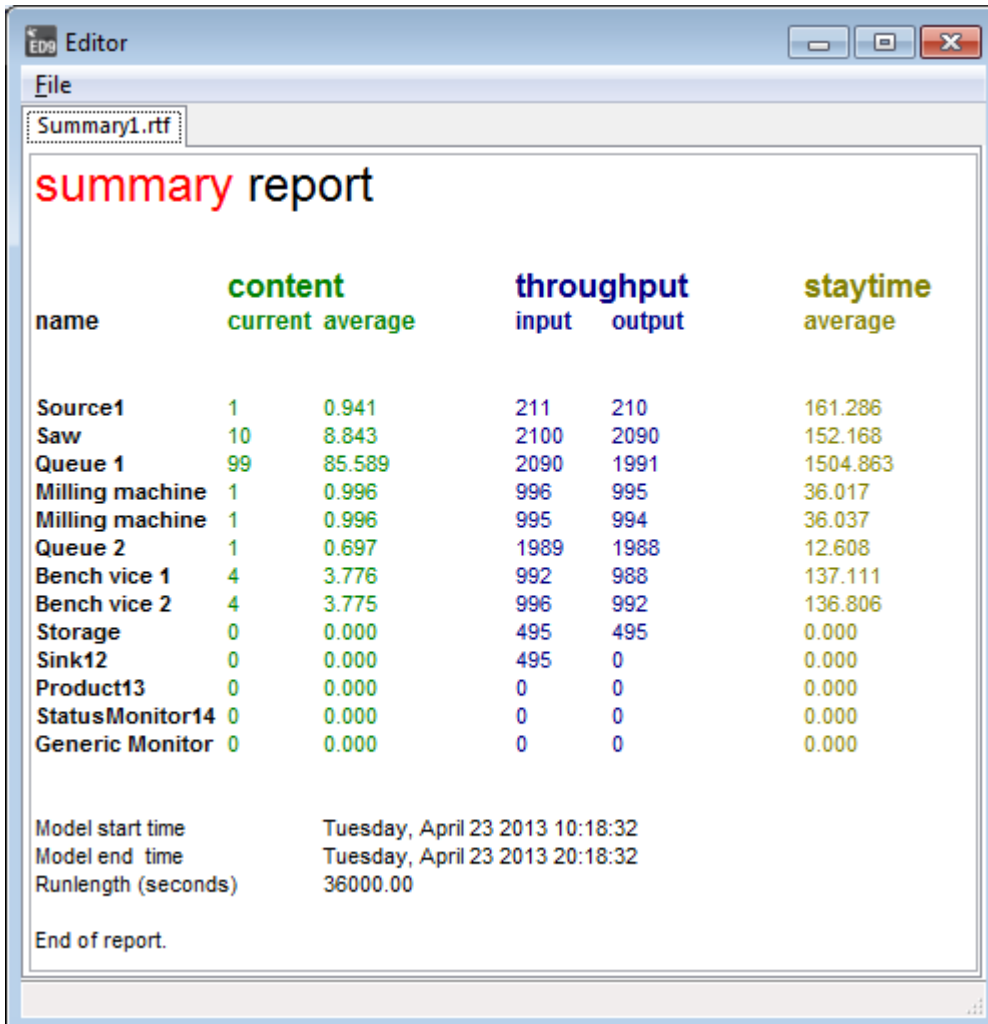 ED9 Editor
File
Summary1.rtf
summary report
content throughput staytime
name current average input output average
Source1 1 0.941 211 210 161.286
Saw 10 8.843 2100 2090 152.168
Queue 1 99 85.589 2090 1991 1504.863
Milling machine 1 0.996 996 995 36.017
Milling machine 1 0.996 995 994 36.037
Queue 2 1 0.697 1989 1988 12.608
Bench vice 1 4 3.776 992 988 137.111
Bench vice 2 4 3.775 996 992 136.806
Storage 0 0.000 495 495 0.000
Sink12 0 0.000 495 0 0.000
Product13 0 0.000 0 0 0.000
StatusMonitor14 0 0.000 0 0 0.000
Generic Monitor 0 0.000 0 0 0.000
Model start time Tuesday, April 23 2013 10:18:32
Model end time Tuesday, April 23 2013 20:18:32
Runlength (seconds) 36000.00
End of report.